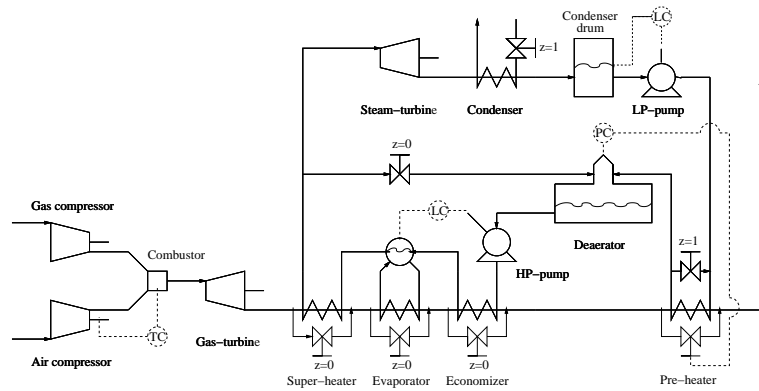 Condenser
drum
LC
z=1
Steam-turbine
Condenser
LP-pump
z=0
PC
Gas compressor
LC
Deaerator
z=1
Combustor
HP-pump
TC
Air compressor
Gas-turbine
z=0
z=0
z=0
Super-heater
Evaporator
Economizer
Pre-heater